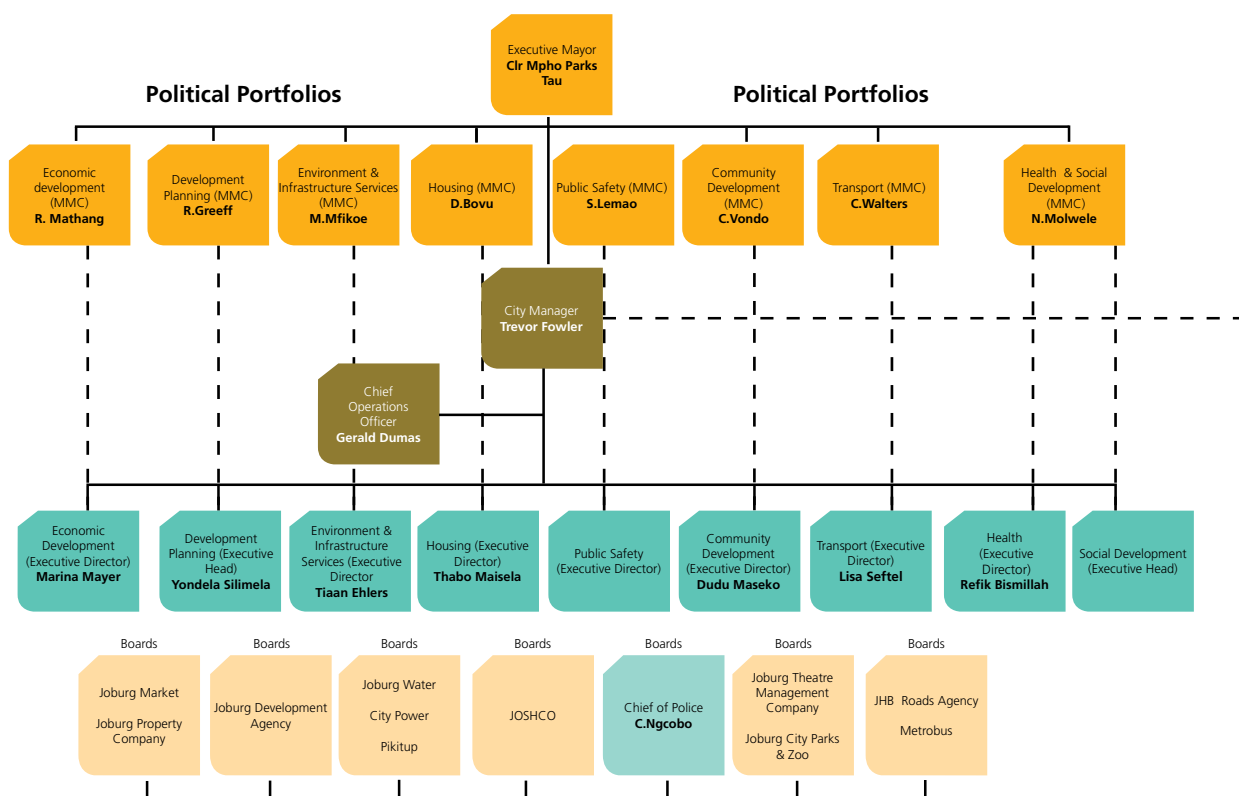 Executive Mayor
Clr Mpho Parks
Tau
Political Portfolios
Political Portfolios
Economic
development
(MMC)
R. Mathang
Development
Planning (MMC)
R.Greeff
Environment &
Infrastructure Services
(MMC)
M.Mfikoe
Housing (MMC)
D.Bovu
Public Safety (MMC)
S.Lemao
Community
Development
(MMC)
C.Vondo
Transport (MMC)
C.Walters
Health & Social
Development
(MMC)
N.Molwele
City Manager
Trevor Fowler
Chief
Operations
Officer
Gerald Dumas
Economic
Development
(Executive Director)
Marina Mayer
Development
Planning (Executive
Head)
Yondela Silimela
Environment &
Infrastructure
Services (Executive
Director
Tiaan Ehlers
Housing (Executive
Director)
Thabo Maisela
Public Safety
(Executive Director)
Community
Development
(Executive Director)
Dudu Maseko
Transport (Executive
Director)
Lisa Seftel
Health
(Executive
Director)
Refik Bismillah
Social Development
(Executive Head)
Boards
Joburg Market
Joburg Property
Company
Boards
Joburg Development
Agency
Boards
Joburg Water
City Power
Pikitup
Boards
JOSHCO
Boards
Chief of Police
C.Ngcobo
Boards
Joburg Theatre
Management
Company
Joburg City Parks
& Zoo
Boards
JHB Roads Agency
Metrobus